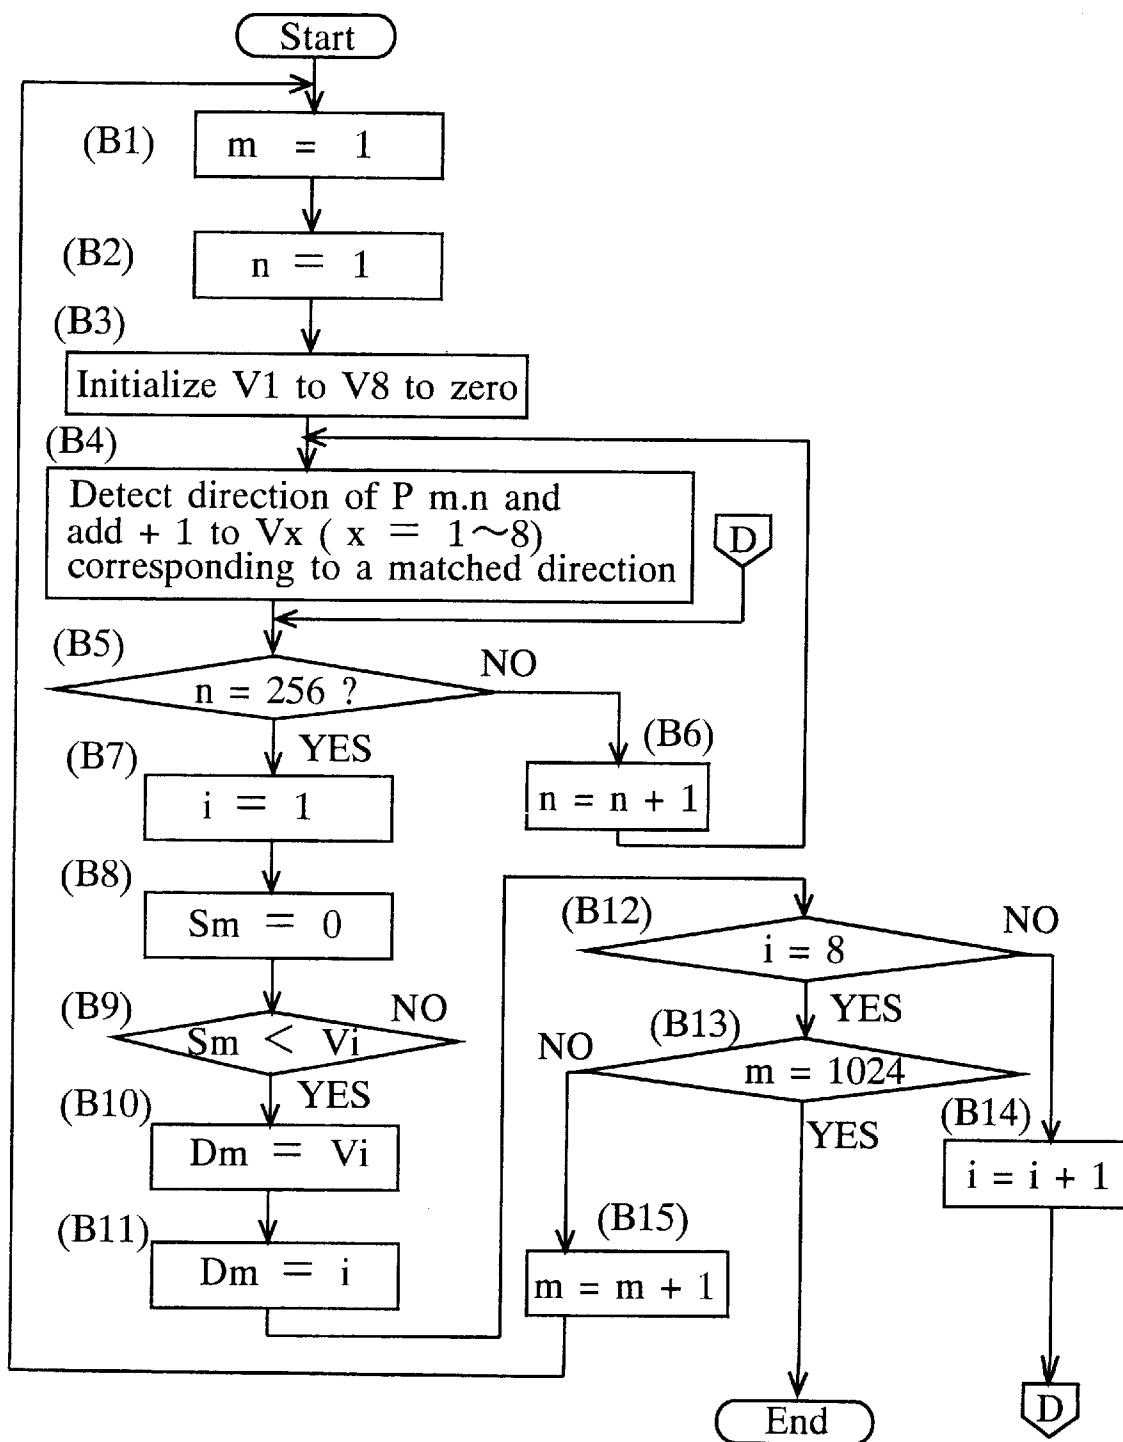 Start
(B1)
m = 1
(B2)
n = 1
(B3)
Initialize V1 to V8 to zero
(B4)
Detect direction of P m.n and
add + 1 to Vx ( x = 1~8)
corresponding to a matched direction
D
(B5)
n = 256 ?
NO
YES
(B6)
n = n + 1
(B7)
i = 1
(B8)
Sm = 0
(B9)
Sm < Vi
NO
YES
(B10)
Dm = Vi
(B11)
Dm = i
(B12)
i = 8
NO
YES
(B13)
m = 1024
NO
YES
(B14)
i = i + 1
(B15)
m = m + 1
End
D